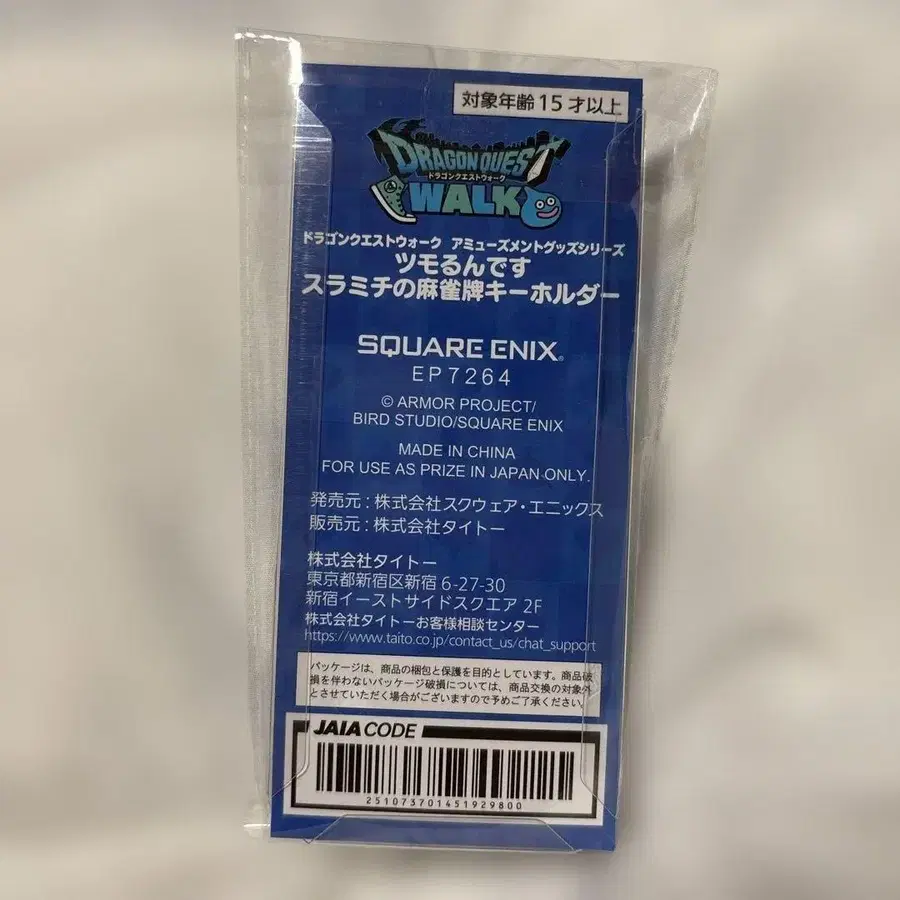 対象年齢15才以上
DRAGON QUEST
ドラゴンクエストウォーク
WALK
ドラゴンクエストウォーク アミューズメントグッズシリーズ
ツモるんです
スラミチの麻雀牌キーホルダー
SQUARE ENIX®
EP7264
© ARMOR PROJECT/
BIRD STUDIO/SQUARE ENIX
MADE IN CHINA
FOR USE AS PRIZE IN JAPAN ONLY.
発売元:株式会社スクウェア・エニックス
販売元:株式会社タイトー
株式会社タイトー
東京都新宿区新宿 6-27-30
新宿イーストサイドスクエア 2F
株式会社タイトーお客様相談センター
https://www.taito.co.jp/contact_us/chat_support
パッケージは、商品の梱包と保護を目的としています。商品破
損を伴わないパッケージ破損については、商品交換の対象外
とさせていただく場合がございますので予めご了承ください。
JAIA CODE
251073701451929800